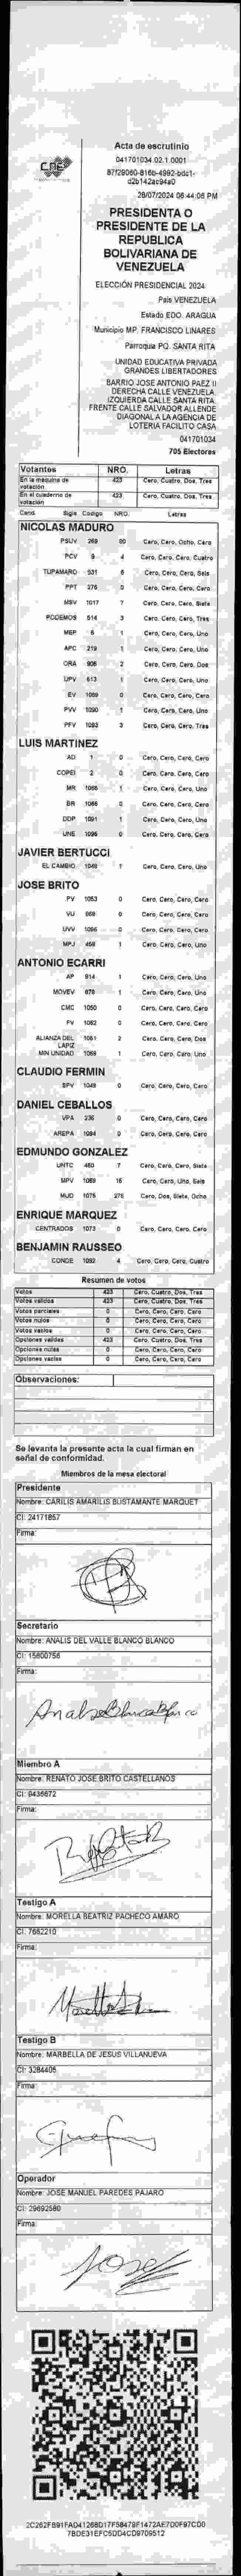 Acta de escrutinio
041701034.02.1.0001
28/07/2024 06:44:06 PM
CNE
PRESIDENTA O
PRESIDENTE DE LA
REPUBLICA
BOLIVARIANA DE
VENEZUELA
ELECCIÓN PRESIDENCIAL 2024
País VENEZUELA
Estado EDO. ARAGUA
Municipio MP. FRANCISCO LINARES
Parroquia PQ. SANTA RITA
UNIDAD EDUCATIVA PRIVADA
GRANDES LIBERTADORES
BARRIO JOSE ANTONIO PAEZ II
DERECHA CALLE VENEZUELA.
IZQUIERDA CALLE SANTA RITA.
FRENTE CALLE SALVADOR ALLENDE
DIAGONAL A LA AGENCIA DE
LOTERIA FACILITO CASA
041701034
705 Electores
Votantes NRO. Letras
En la máquina de votación 423 Cero, Cuatro, Dos, Tres
En el cuaderno de votación 423 Cero, Cuatro, Dos, Tres
Cand. Sigla Codigo NRO. Letras
NICOLAS MADURO
PSUV 269 80 Cero, Cero, Ocho, Cero
PCV 9 4 Cero, Cero, Cero, Cuatro
TUPAMARO 531 6 Cero, Cero, Cero, Seis
PPT 276 0 Cero, Cero, Cero, Cero
MSV 1017 7 Cero, Cero, Cero, Siete
PODEMOS 514 3 Cero, Cero, Cero, Tres
MEP 6 1 Cero, Cero, Cero, Uno
APC 219 1 Cero, Cero, Cero, Uno
ORA 906 2 Cero, Cero, Cero, Dos
UPV 613 1 Cero, Cero, Cero, Uno
EV 1089 0 Cero, Cero, Cero, Cero
PVV 1090 1 Cero, Cero, Cero, Uno
PFV 1093 3 Cero, Cero, Cero, Tres
LUIS MARTINEZ
AD 1 0 Cero, Cero, Cero, Cero
COPEI 2 0 Cero, Cero, Cero, Cero
MR 1 Cero, Cero, Cero, Uno
BR 1066 0 Cero, Cero, Cero, Cero
DDP 1091 1 Cero, Cero, Cero, Uno
UNE 1096 0 Cero, Cero, Cero, Cero
JAVIER BERTUCCI
EL CAMBIO 1049 1 Cero, Cero, Cero, Uno
JOSE BRITO
PV 1053 0 Cero, Cero, Cero, Cero
VU 969 0 Cero, Cero, Cero, Cero
UVV 1095 0 Cero, Cero, Cero, Cero
MPJ 458 1 Cero, Cero, Cero, Uno
ANTONIO ECARRI
AP 914 1 Cero, Cero, Cero, Uno
MOVEV 879 1 Cero, Cero, Cero, Uno
CMC 1050 0 Cero, Cero, Cero, Cero
FV 1062 0 Cero, Cero, Cero, Cero
ALIANZA DEL LAPIZ 1061 2 Cero, Cero, Cero, Dos
MIN UNIDAD 1069 1 Cero, Cero, Cero, Uno
CLAUDIO FERMIN
SPV 1048 0 Cero, Cero, Cero, Cero
DANIEL CEBALLOS
VPA 236 0 Cero, Cero, Cero, Cero
AREPA 1094 0 Cero, Cero, Cero, Cero
EDMUNDO GONZALEZ
UNTC 460 7 Cero, Cero, Cero, Siete
MPV 1089 16 Cero, Cero, Uno, Seis
MUD 1075 278 Cero, Dos, Siete, Ocho
ENRIQUE MARQUEZ
CENTRADOS 1073 0 Cero, Cero, Cero, Cero
BENJAMIN RAUSSEO
CONDE 1092 4 Cero, Cero, Cero, Cuatro
Resumen de votos
Votos 423 Cero, Cuatro, Dos, Tres
Votos validos 423 Cero, Cuatro, Dos, Tres
Votos parciales 0 Cero, Cero, Cero, Cero
Votos nulos 0 Cero, Cero, Cero, Cero
Votos vacios 0 Cero, Cero, Cero, Cero
Opciones validas 423 Cero, Cuatro, Dos, Tres
Opciones nulas 0 Cero, Cero, Cero, Cero
Opciones vacias 0 Cero, Cero, Cero, Cero
Observaciones:
Se levanta la presente acta la cual firman en
señal de conformidad.
Miembros de la mesa electoral
Presidente
Nombre: CARILIS AMARILIS BUSTAMANTE MARQUET
CI: 24171857
Firma:
Secretario
Nombre: ANALIS DEL VALLE BLANCO BLANCO
CI: 15600756
Firma:
Miembro A
Nombre: RENATO JOSE BRITO CASTELLANOS
CI: 9436672
Firma:
Testigo A
Nombre: MORELLA BEATRIZ PACHECO AMARO
CI: 7662210
Firma:
Testigo B
Nombre: MARBELLA DE JESUS VILLANUEVA
CI: 3284405
Firma:
Operador
Nombre: JOSE MANUEL PAREDES PAJARO
CI: 29692580
Firma:
Jose